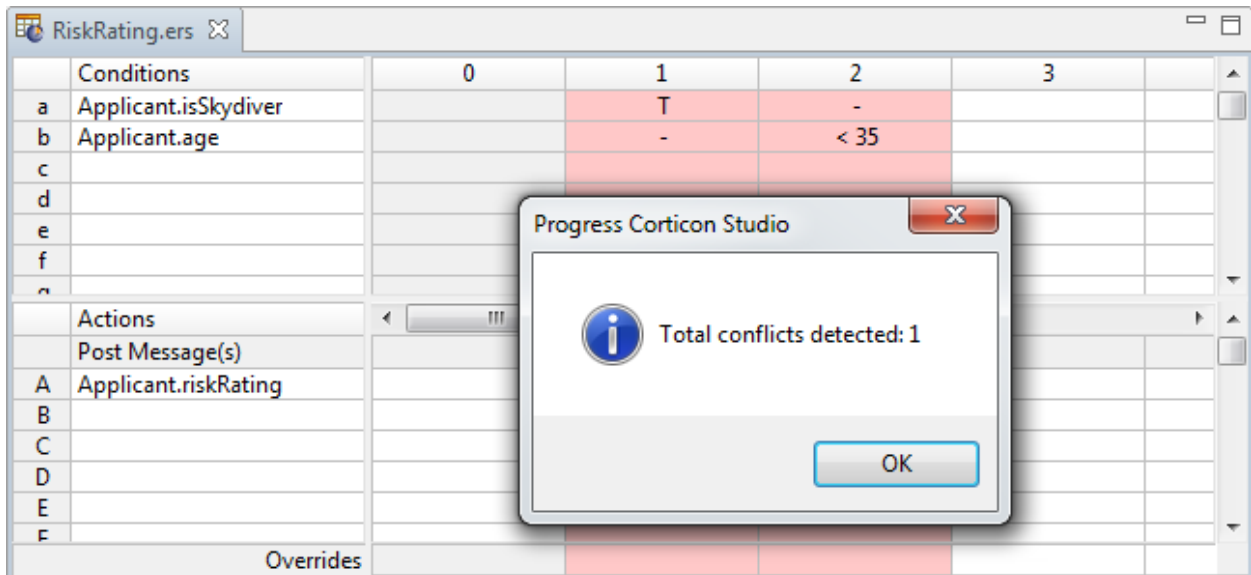 RiskRating.ers
Conditions 0 1 2 3
a Applicant.isSkydiver T -
b Applicant.age - < 35
c
d
e
f
Progress Corticon Studio
Total conflicts detected: 1
OK
Actions
Post Message(s)
A Applicant.riskRating
B
C
D
E
Overrides